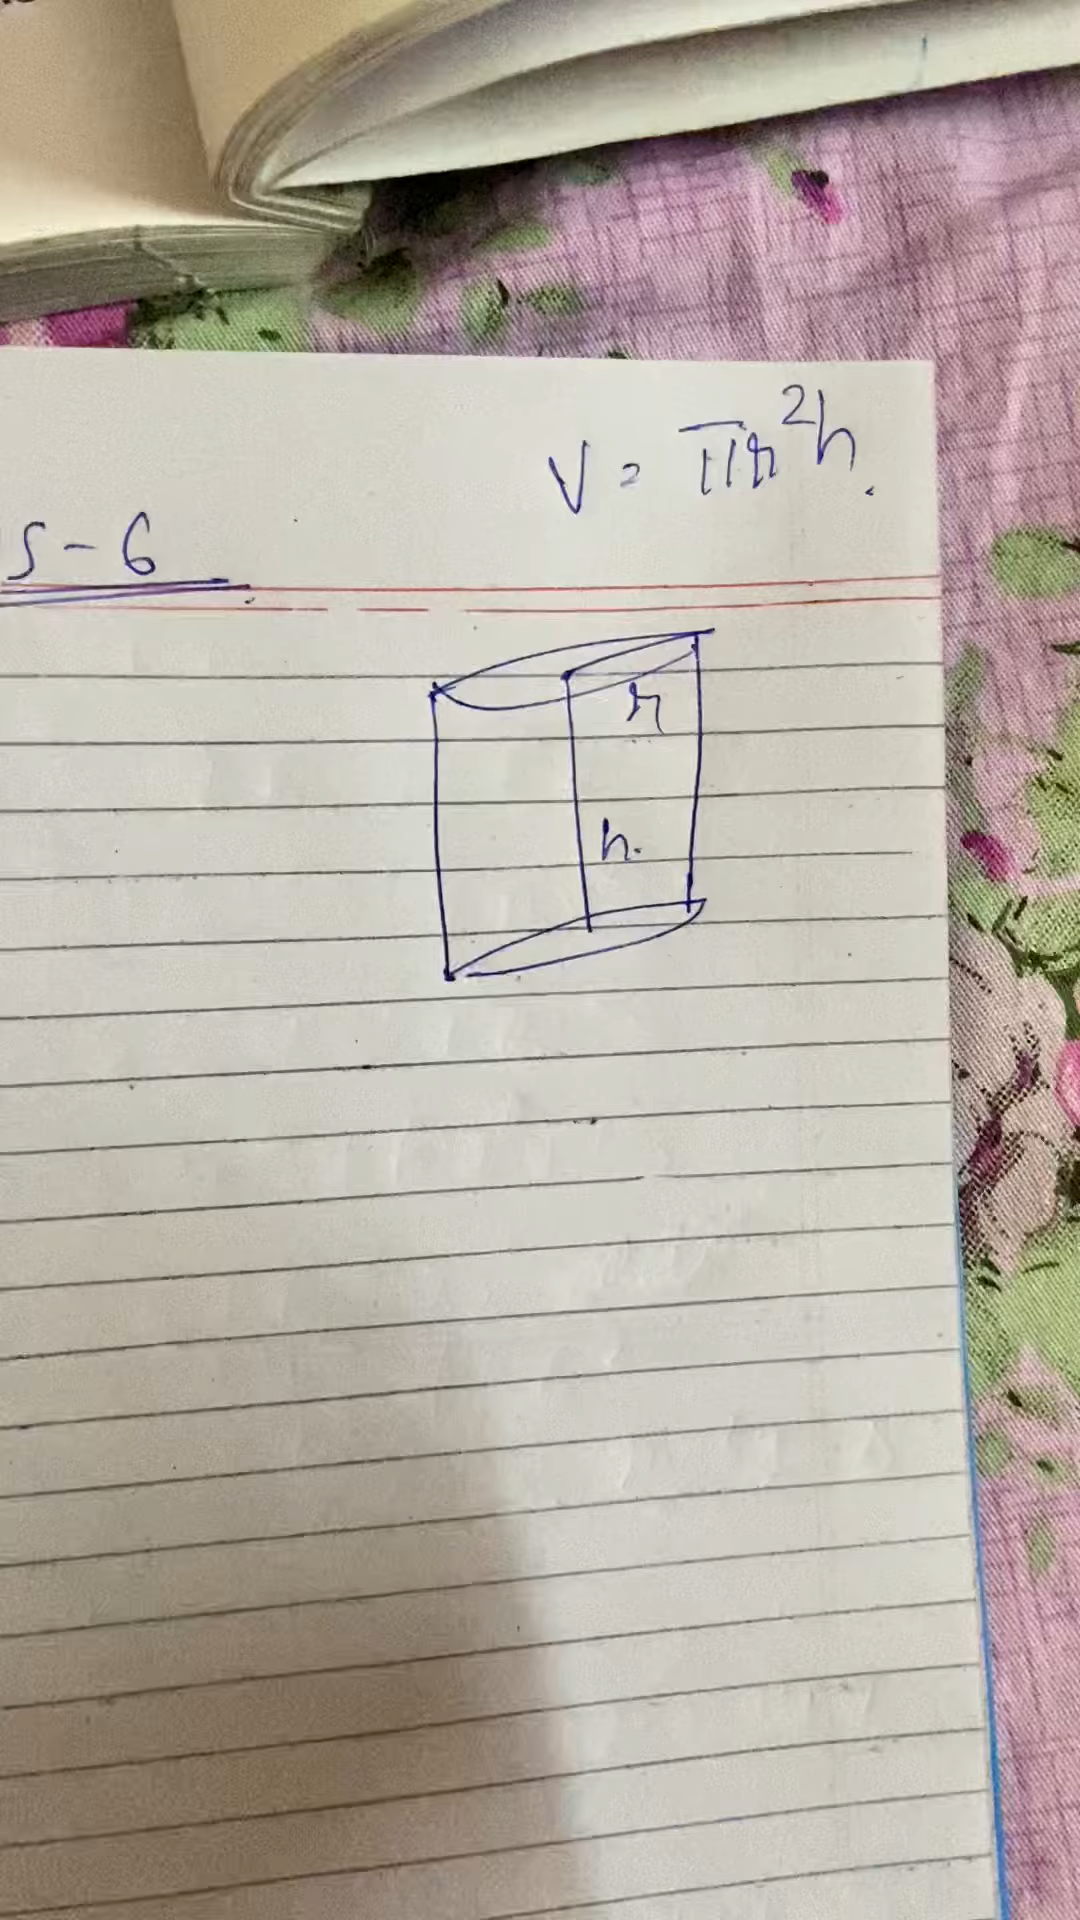 V = πr²h.
S-6
r
h.